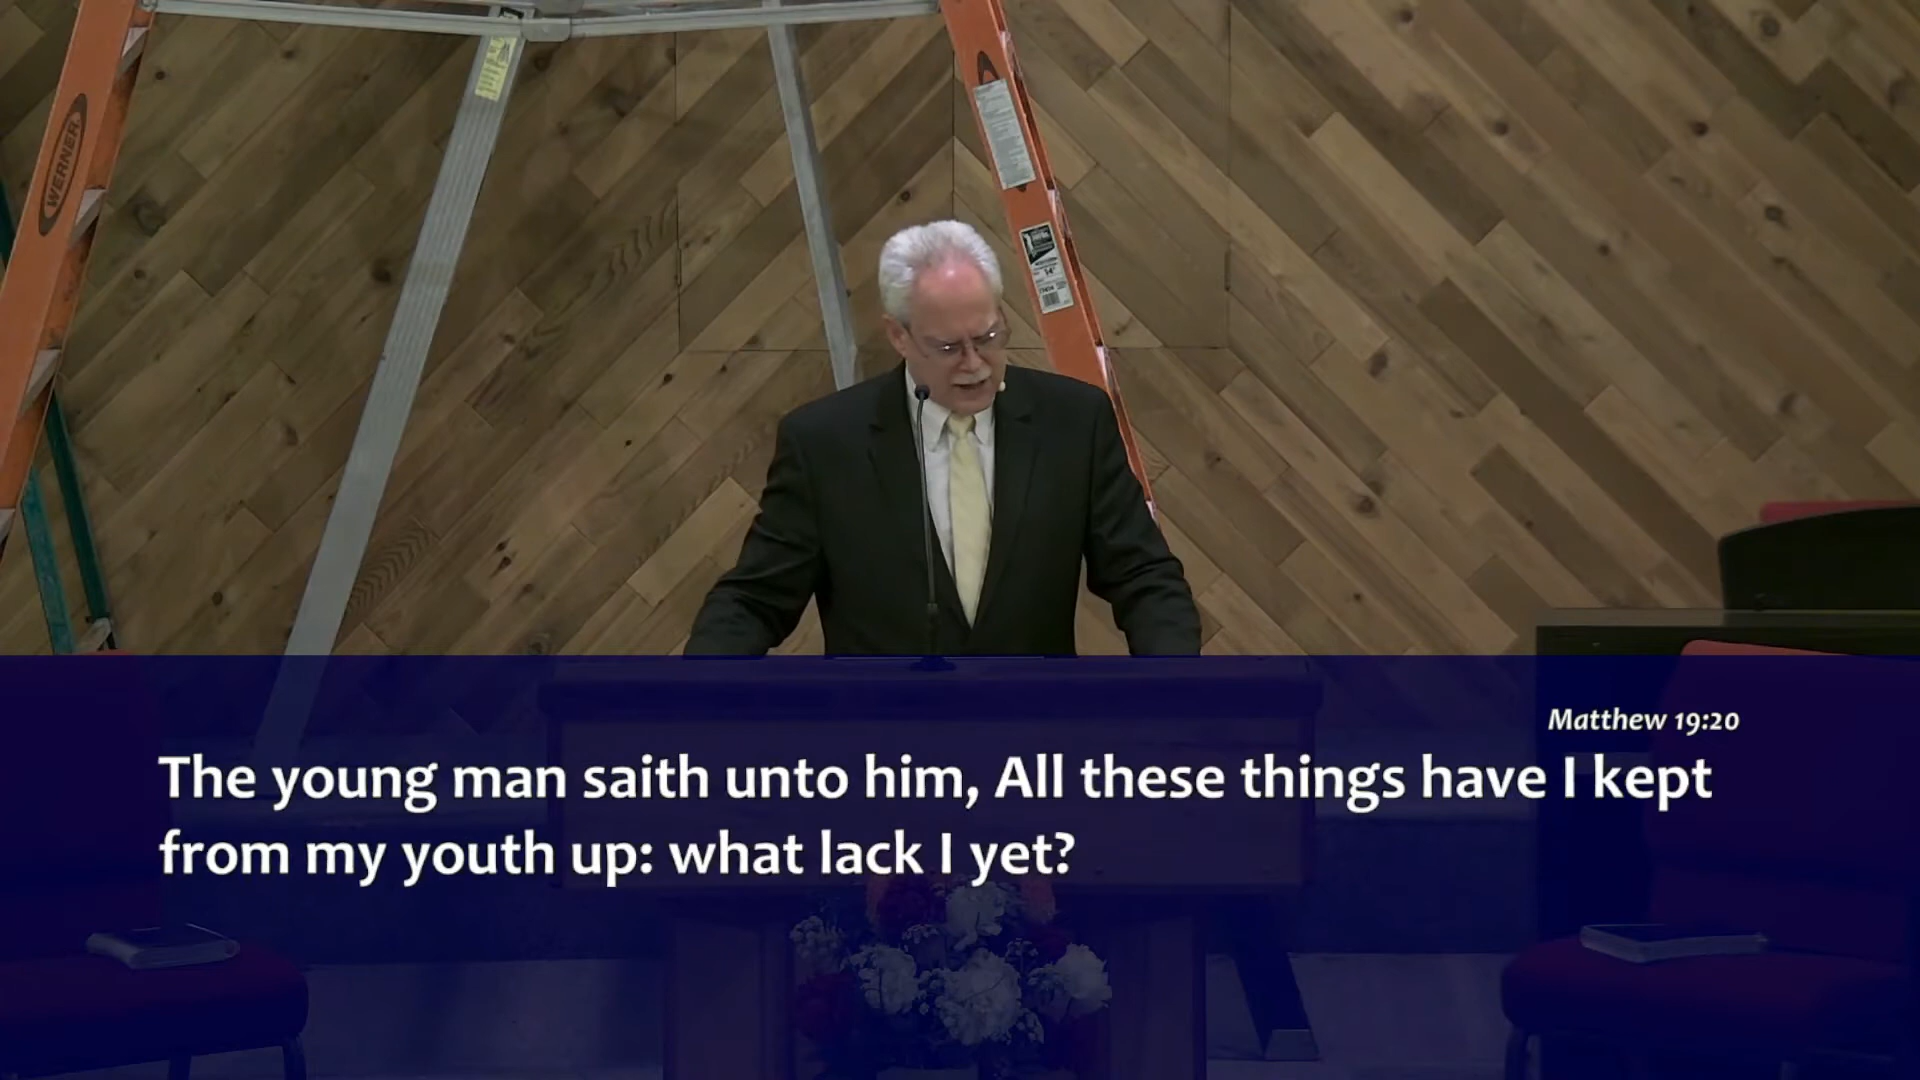 WERNER
Matthew 19:20
The young man saith unto him, All these things have I kept
from my youth up: what lack I yet?